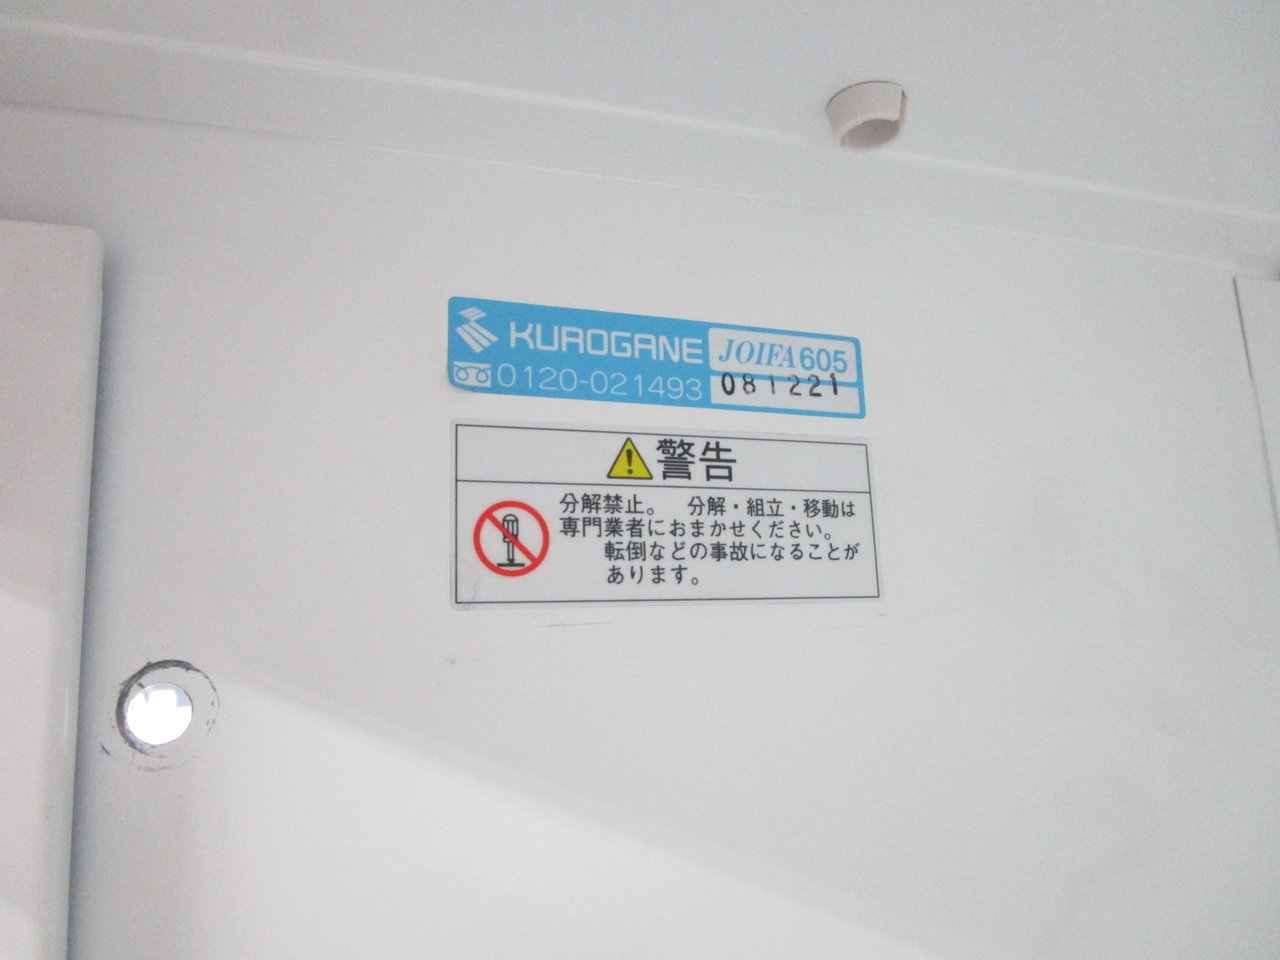 KUROGANE JOIFA605
0120-021493 081221
警告
分解禁止。 分解・組立・移動は
専門業者におまかせください。
転倒などの事故になることが
あります。